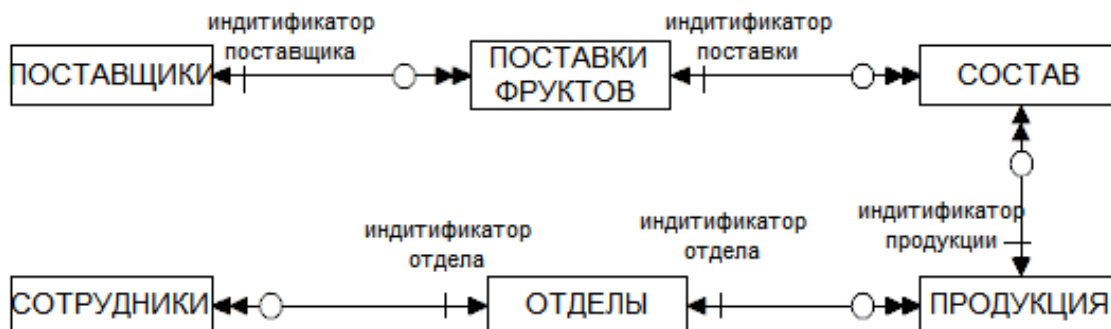 индитификатор
поставщика
индитификатор
поставки
ПОСТАВЩИКИ
ПОСТАВКИ
ФРУКТОВ
СОСТАВ
индитификатор
отдела
индитификатор
отдела
индитификатор
продукции
СОТРУДНИКИ
ОТДЕЛЫ
ПРОДУКЦИЯ